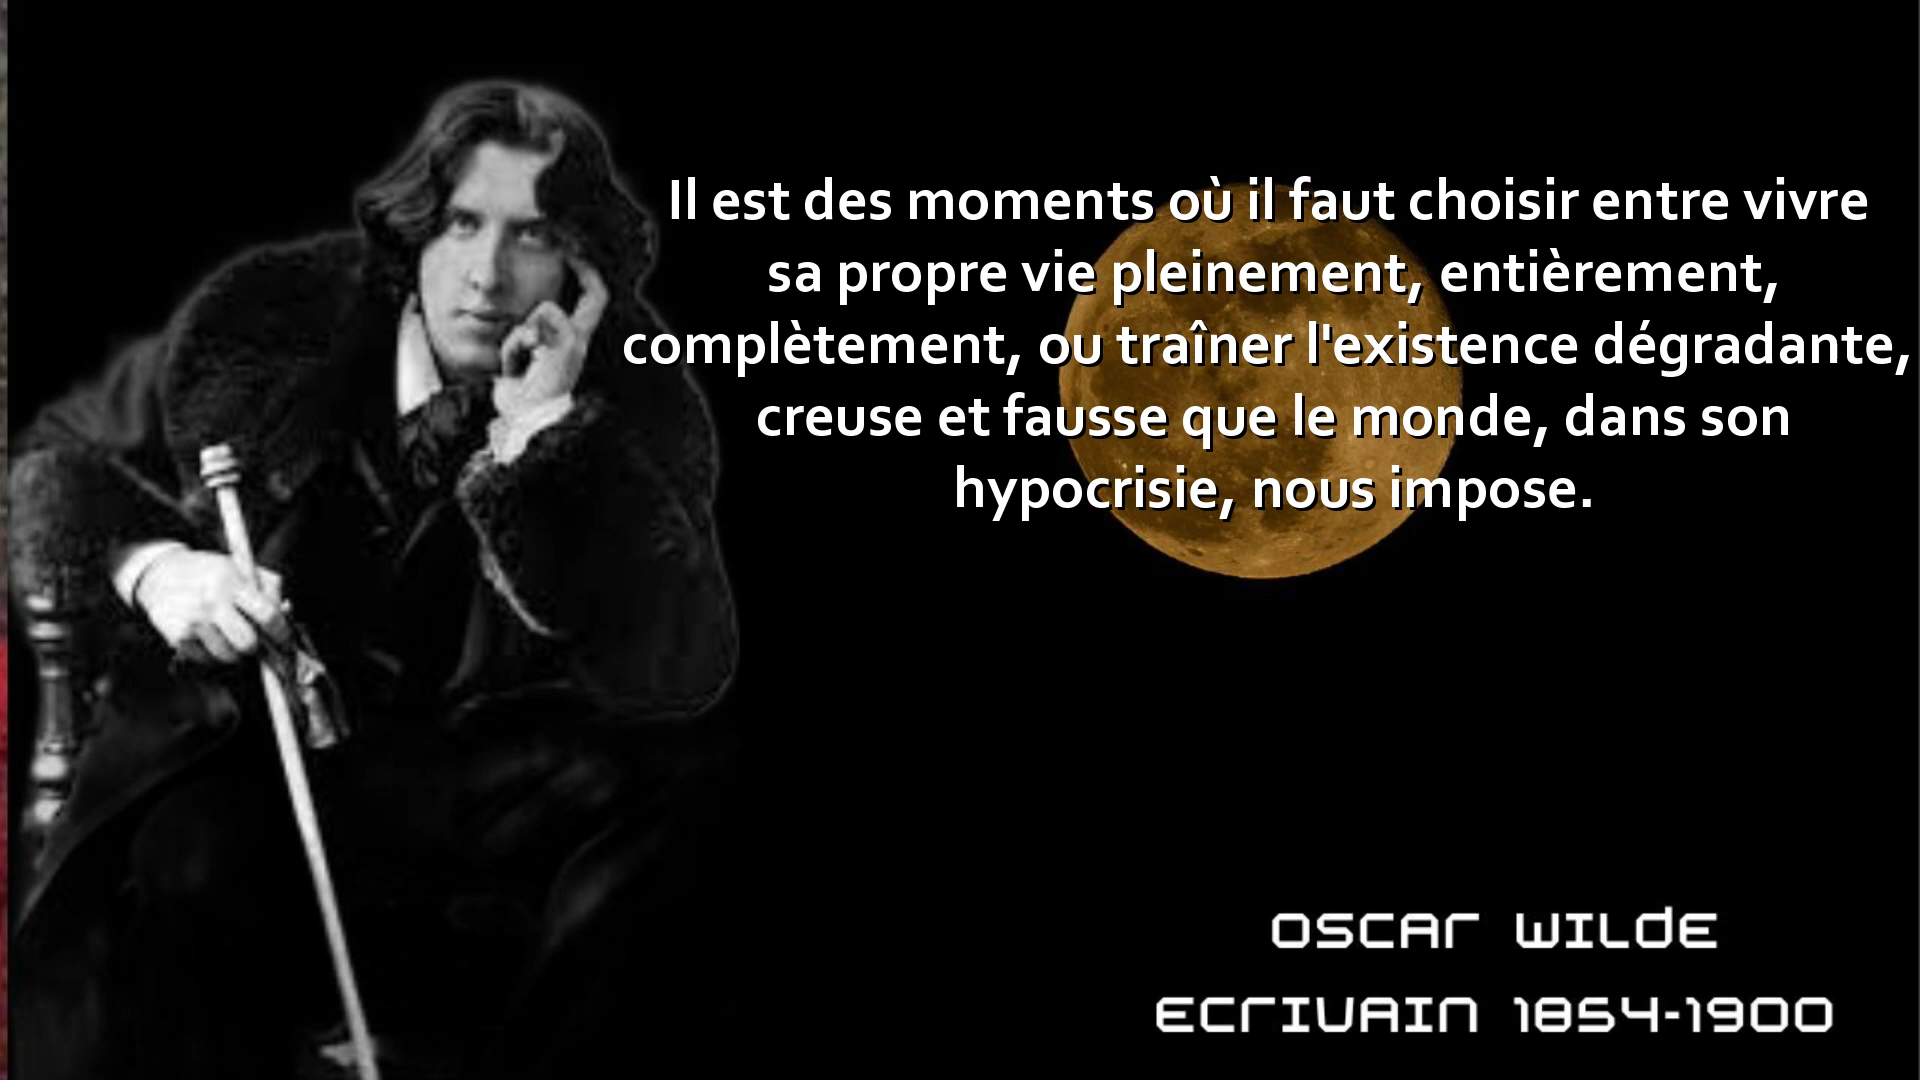 Il est des moments où il faut choisir entre vivre
sa propre vie pleinement, entièrement,
complètement, ou traîner l'existence dégradante,
creuse et fausse que le monde, dans son
hypocrisie, nous impose.
OSCAR WILDE
ECRIVAIN 1854-1900